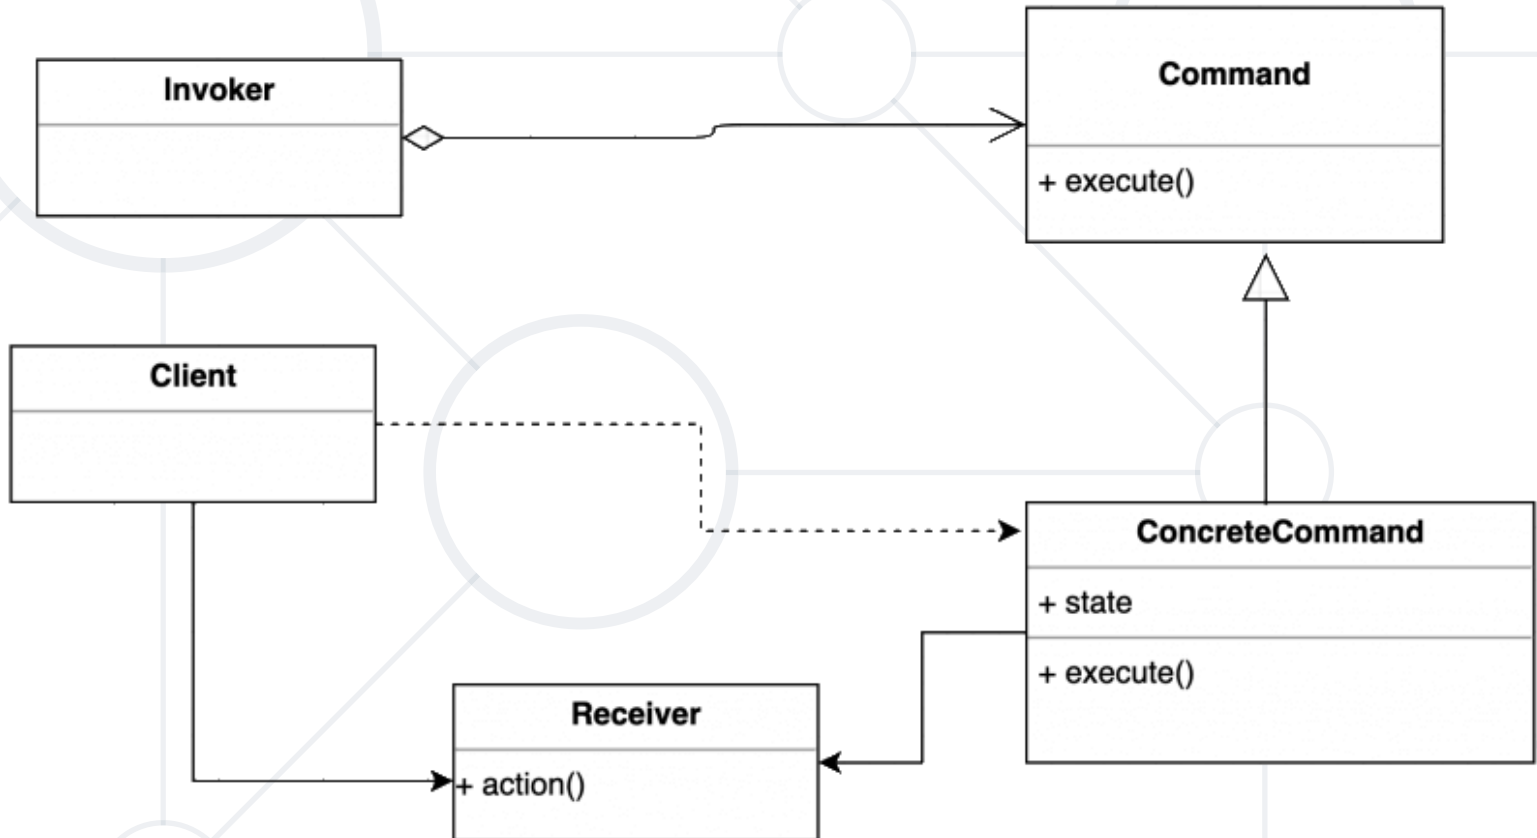 Invoker
Command
+ execute()
Client
ConcreteCommand
+ state
+ execute()
Receiver
+ action()